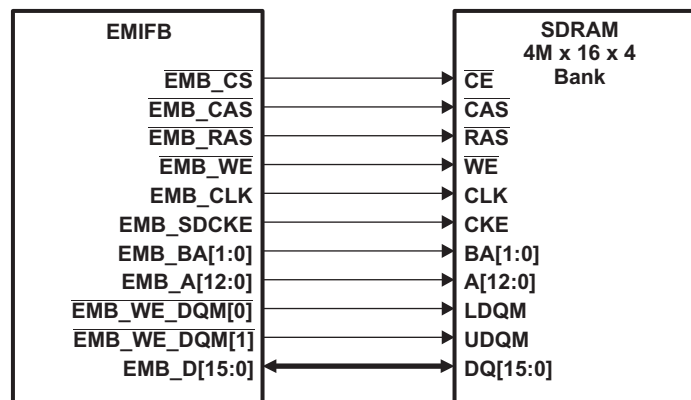 EMIFB
EMB_CS
EMB_CAS
EMB_RAS
EMB_WE
EMB_CLK
EMB_SDCKE
EMB_BA[1:0]
EMB_A[12:0]
EMB_WE_DQM[0]
EMB_WE_DQM[1]
EMB_D[15:0]
SDRAM
4M x 16 x 4
Bank
CE
CAS
RAS
WE
CLK
CKE
BA[1:0]
A[12:0]
LDQM
UDQM
DQ[15:0]